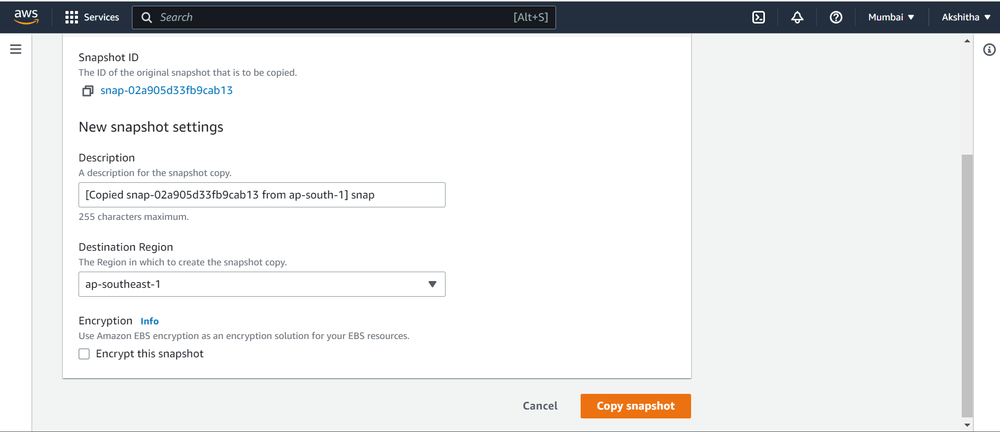 aws Services Search [Alt+S] Mumbai Akshitha
Snapshot ID
The ID of the original snapshot that is to be copied.
snap-02a905d33fb9cab13
New snapshot settings
Description
A description for the snapshot copy.
[Copied snap-02a905d33fb9cab13 from ap-south-1] snap
255 characters maximum.
Destination Region
The Region in which to create the snapshot copy.
ap-southeast-1
Encryption Info
Use Amazon EBS encryption as an encryption solution for your EBS resources.
Encrypt this snapshot
Cancel Copy snapshot